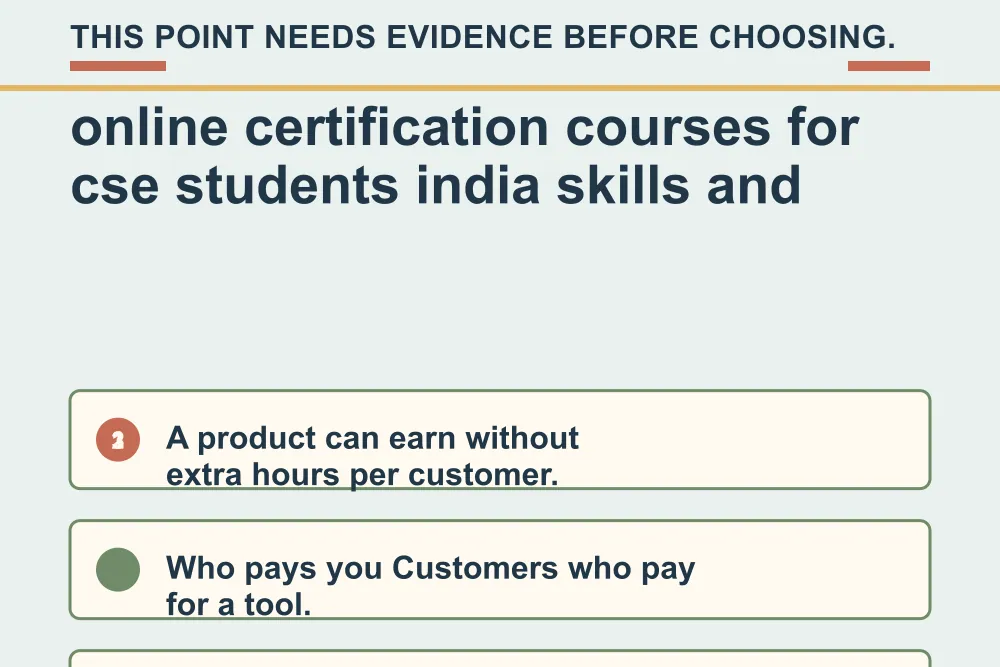 THIS POINT NEEDS EVIDENCE BEFORE CHOOSING.
online certification courses for
cse students india skills and
A product can earn without
extra hours per customer.
Who pays you Customers who pay
for a tool.